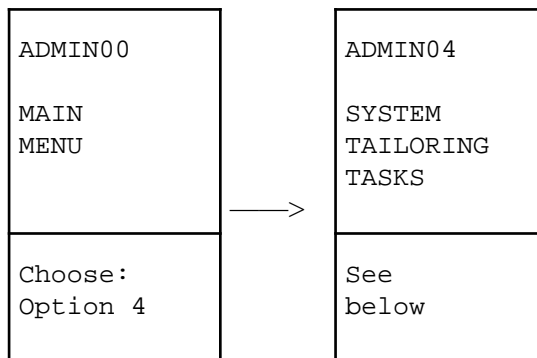 ADMIN00
MAIN
MENU
Choose:
Option 4
ADMIN04
SYSTEM
TAILORING
TASKS
See
below